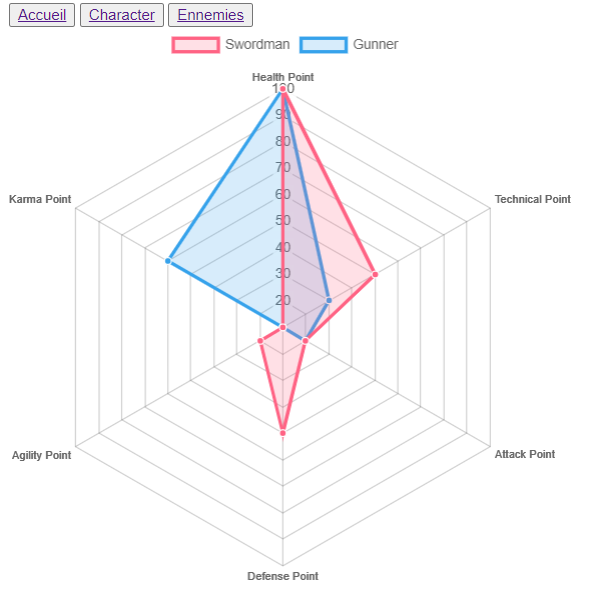 Accueil Character Ennemies
Swordman Gunner
Health Point
100
90
80
Karma Point
Technical Point
70
60
50
40
30
20
Agility Point
Attack Point
Defense Point